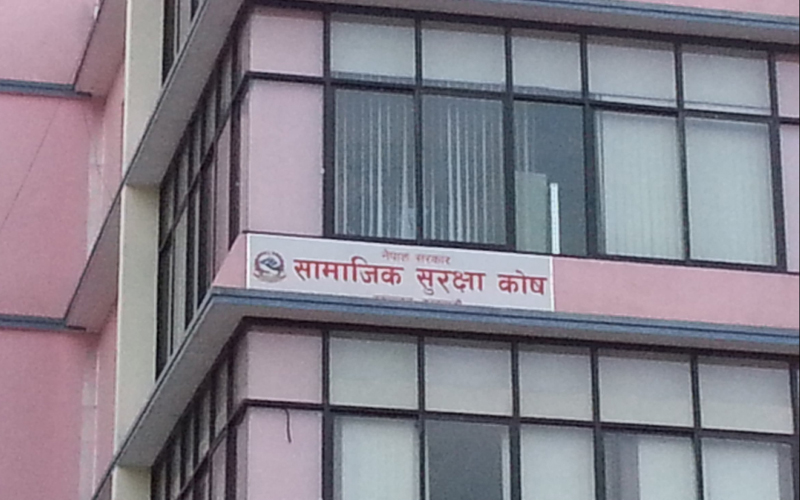 नेपाल सरकार
सामाजिक सुरक्षा कोष